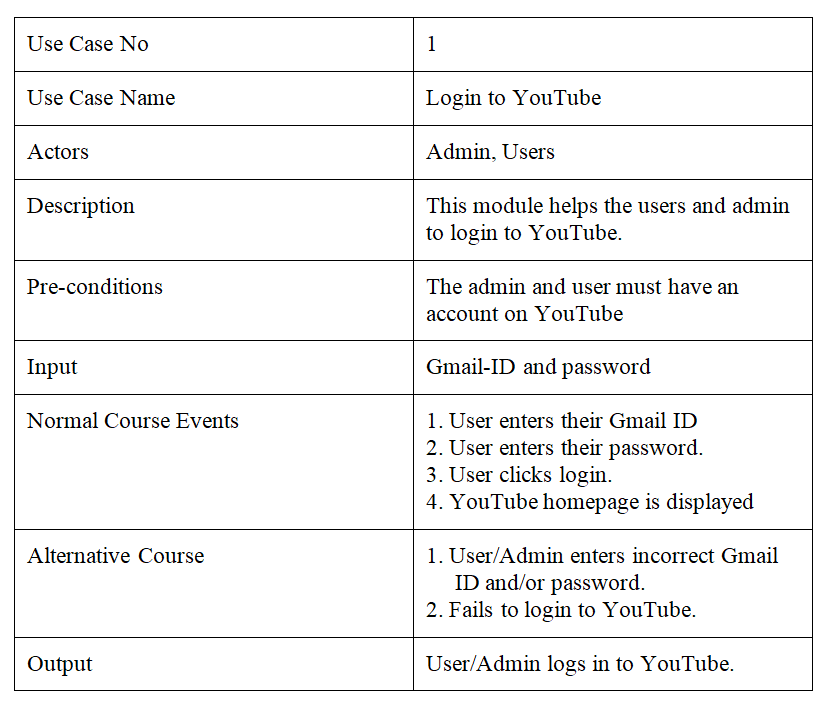 Use Case No
1
Use Case Name
Login to YouTube
Actors
Admin, Users
Description
This module helps the users and admin
to login to YouTube.
Pre-conditions
The admin and user must have an
account on YouTube
Input
Gmail-ID and password
Normal Course Events
1. User enters their Gmail ID
2. User enters their password.
3. User clicks login.
4. YouTube homepage is displayed
Alternative Course
1. User/Admin enters incorrect Gmail
ID and/or password.
2. Fails to login to YouTube.
Output
User/Admin logs in to YouTube.